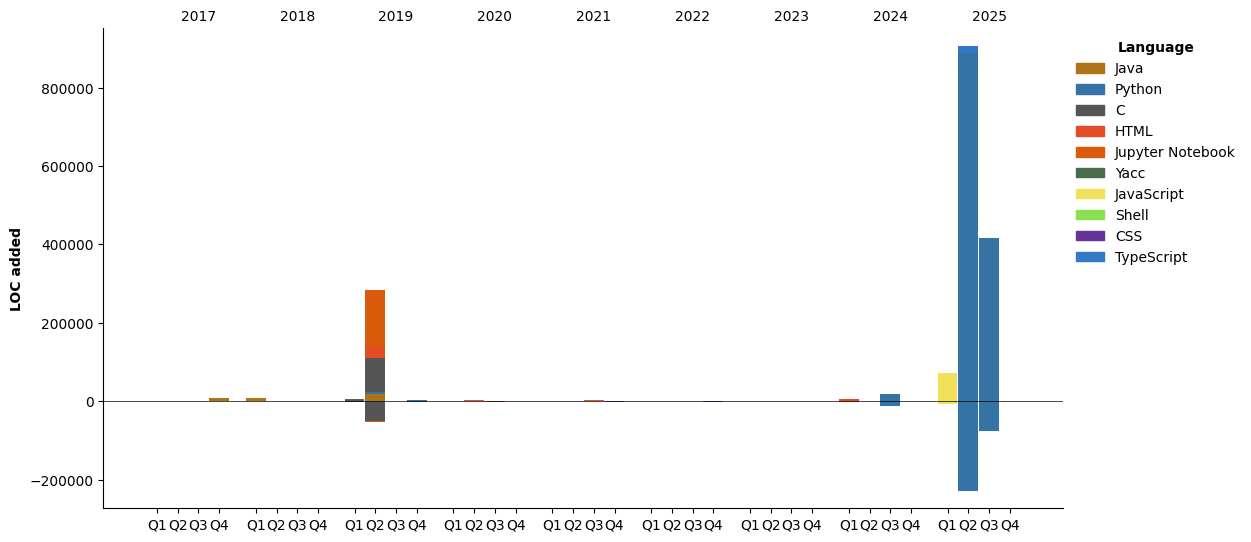 2017 2018 2019 2020 2021 2022 2023 2024 2025
Language
Java
Python
C
HTML
Jupyter Notebook
Yacc
JavaScript
Shell
CSS
TypeScript
LOC added
800000
600000
400000
200000
0
−200000
Q1 Q2 Q3 Q4 Q1 Q2 Q3 Q4 Q1 Q2 Q3 Q4 Q1 Q2 Q3 Q4 Q1 Q2 Q3 Q4 Q1 Q2 Q3 Q4 Q1 Q2 Q3 Q4 Q1 Q2 Q3 Q4 Q1 Q2 Q3 Q4